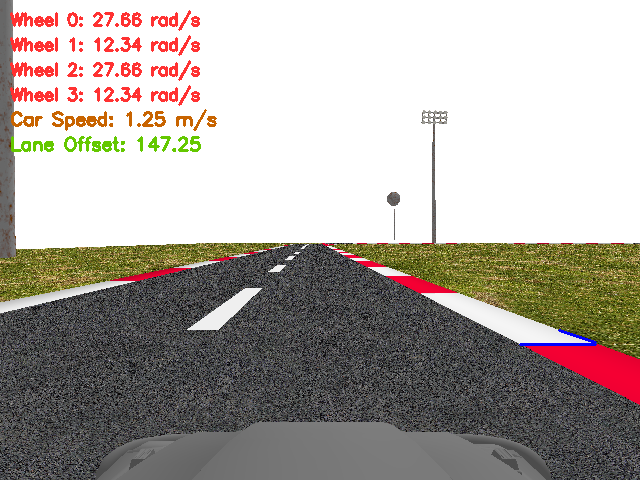 Wheel 0: 27.66 rad/s
Wheel 1: 12.34 rad/s
Wheel 2: 27.66 rad/s
Wheel 3: 12.34 rad/s
Car Speed: 1.25 m/s
Lane Offset: 147.25